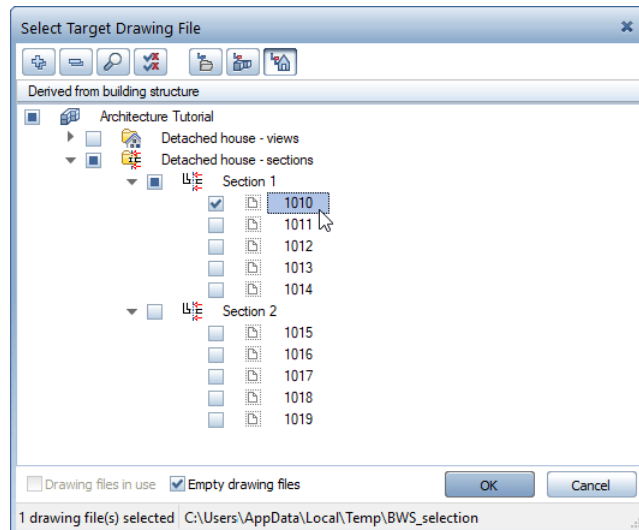 Select Target Drawing File
Derived from building structure
Architecture Tutorial
Detached house - views
Detached house - sections
Section 1
1010
1011
1012
1013
1014
Section 2
1015
1016
1017
1018
1019
Drawing files in use Empty drawing files OK Cancel
1 drawing file(s) selected C:\Users\AppData\Local\Temp\BWS_selection